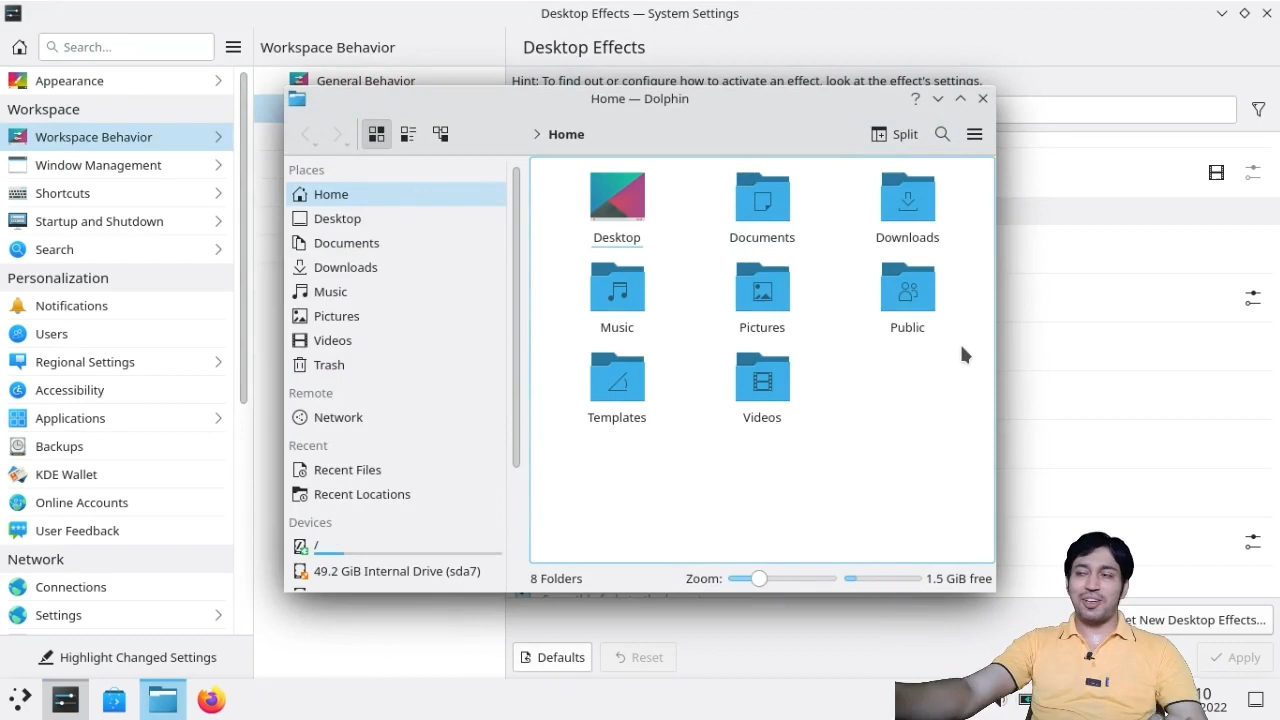 Desktop Effects — System Settings
Search...
Workspace Behavior
Desktop Effects
Appearance
Workspace
Workspace Behavior
Window Management
Shortcuts
Startup and Shutdown
Search
Personalization
Notifications
Users
Regional Settings
Accessibility
Applications
Backups
KDE Wallet
Online Accounts
User Feedback
Network
Connections
Settings
Highlight Changed Settings
General Behavior
Hint: To find out or configure how to activate an effect, look at the effect's settings.
Home — Dolphin
Home
Split
Places
Home
Desktop
Documents
Downloads
Music
Pictures
Videos
Trash
Remote
Network
Recent
Recent Files
Recent Locations
Devices
/
49.2 GiB Internal Drive (sda7)
Desktop
Documents
Downloads
Music
Pictures
Public
Templates
Videos
8 Folders
Zoom:
1.5 GiB free
New Desktop Effects...
Defaults
Reset
Apply
10
2022